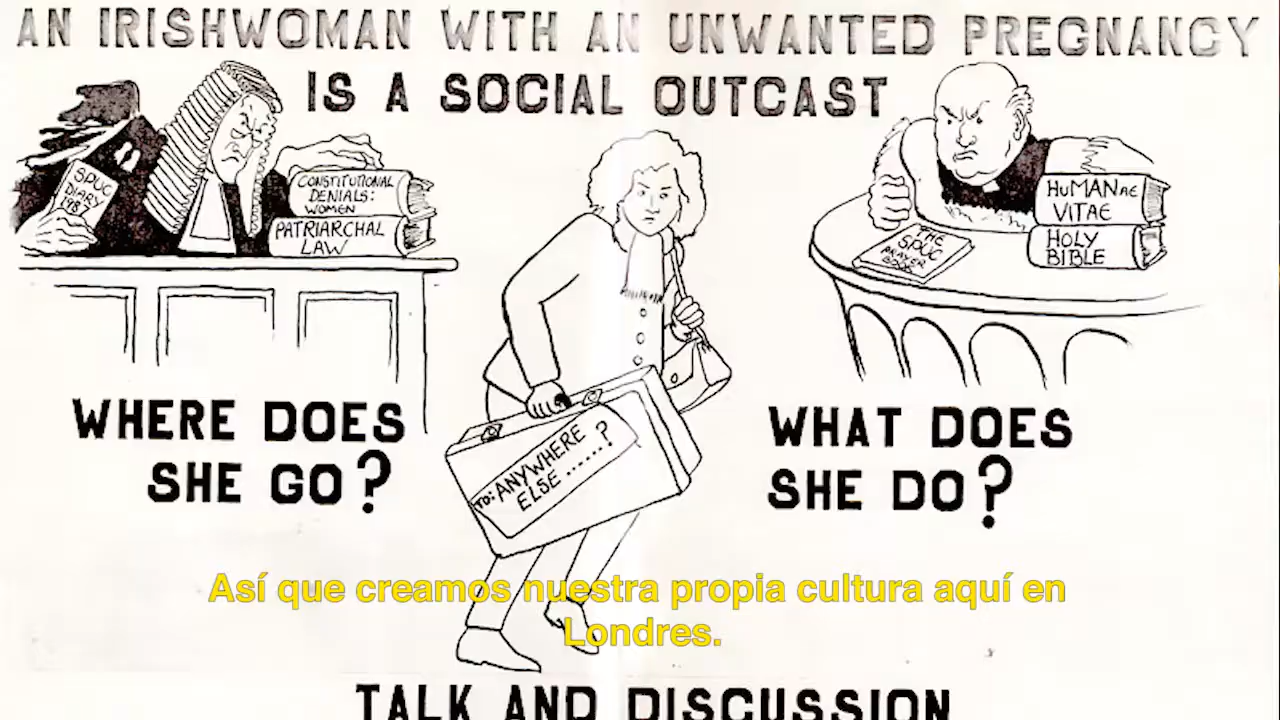 AN IRISHWOMAN WITH AN UNWANTED PREGNANCY
IS A SOCIAL OUTCAST
SPUC
DIARY
198
CONSTITUTIONAL
DENIALS:
WOMEN
PATRIARCHAL
LAW
HuMANAE
VITAE
HOLY
BIBLE
THE
SPUC
PRAYER
BOOK
WHERE DOES
SHE GO?
TO: ANYWHERE
ELSE ......?
WHAT DOES
SHE DO?
Así que creamos nuestra propia cultura aquí en
Londres.
TALK AND DISCUSSION